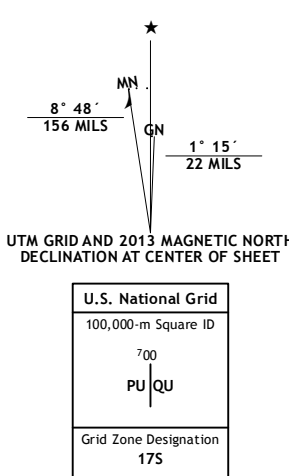 ★
MN
8° 48´
156 MILS
GN
1° 15´
22 MILS
UTM GRID AND 2013 MAGNETIC NORTH
DECLINATION AT CENTER OF SHEET
U.S. National Grid
100,000-m Square ID
⁷00
PU QU
Grid Zone Designation
17S